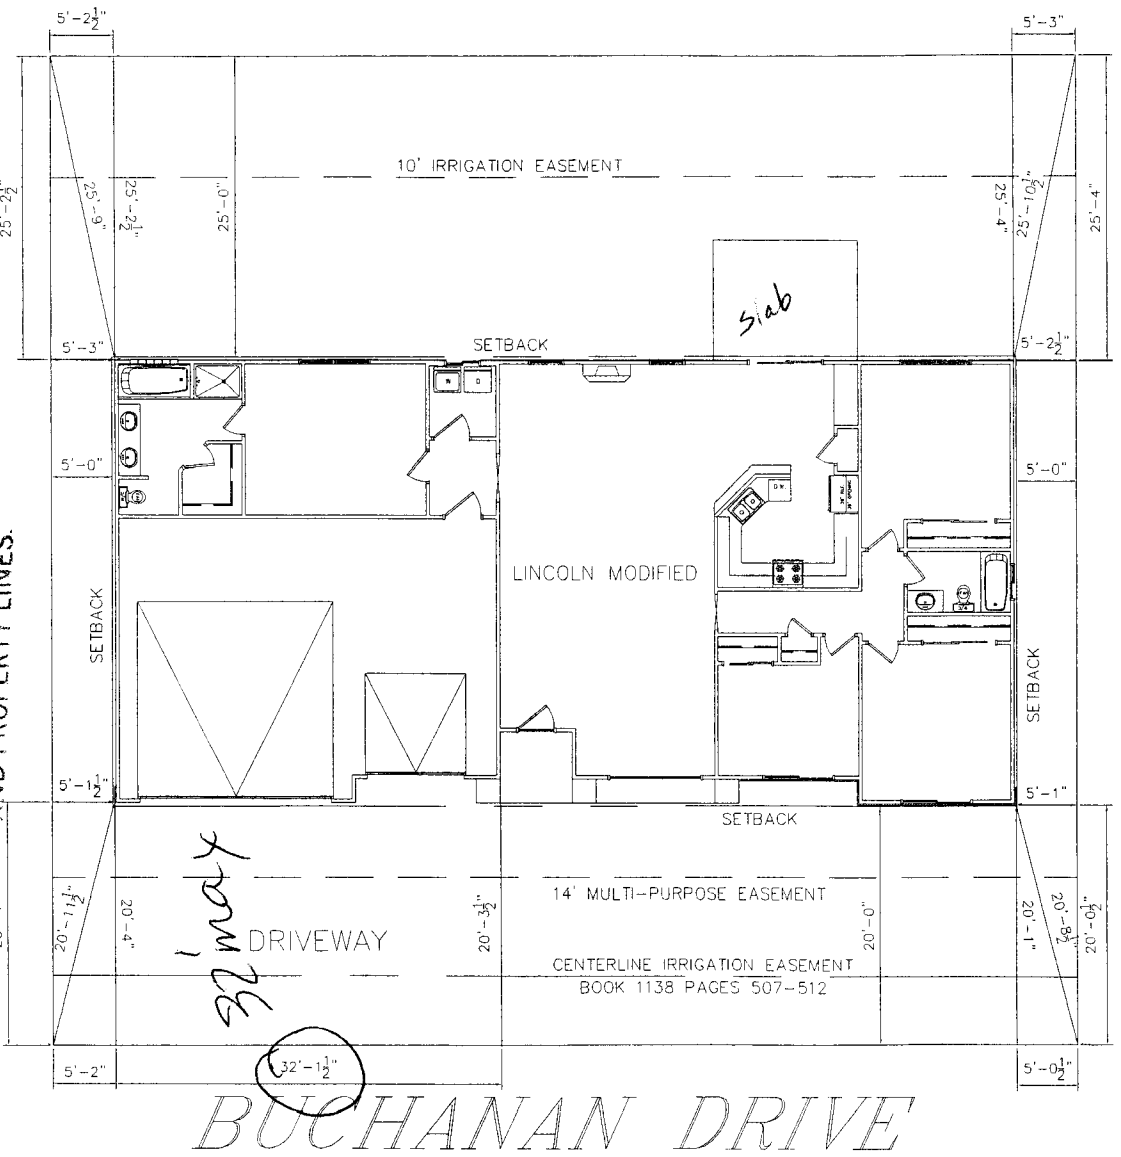 5'-2½"
5'-3"
10' IRRIGATION EASEMENT
25'-2½"
25'-9"
25'-2½"
25'-0"
25'-4"
25'-10½"
25'-4"
slab
5'-3"
SETBACK
5'-2½"
W
D
5'-0"
5'-0"
D.W.
LINCOLN MODIFIED
PROPERTY LINES.
SETBACK
SETBACK
5'-1½"
5'-1"
SETBACK
32' max
14' MULTI-PURPOSE EASEMENT
20'-11½"
20'-4"
DRIVEWAY
20'-3½"
20'-0"
20'-1"
20'-8½"
20'-0½"
CENTERLINE IRRIGATION EASEMENT
BOOK 1138 PAGES 507-512
5'-2"
32'-1½"
5'-0½"
BUCHANAN DRIVE